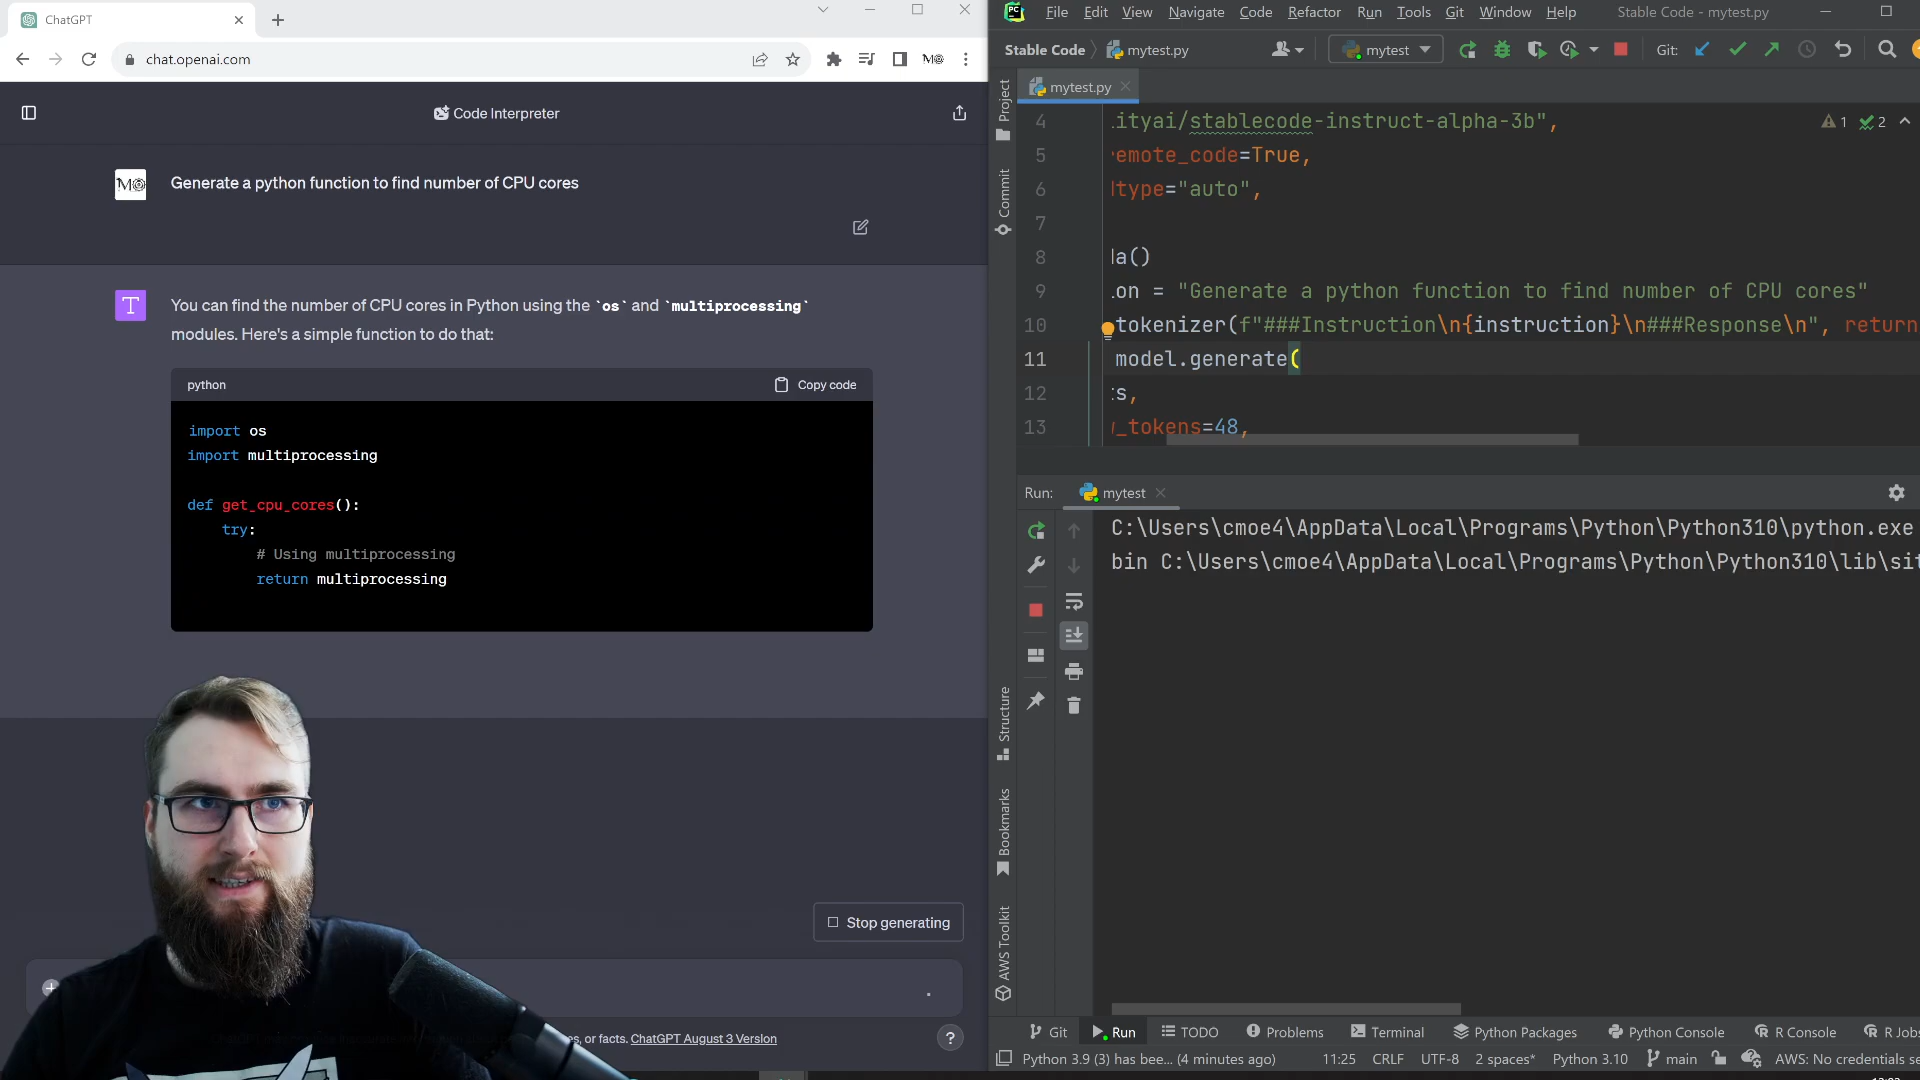 ChatGPT
chat.openai.com
Code Interpreter
Generate a python function to find number of CPU cores
You can find the number of CPU cores in Python using the `os` and `multiprocessing`
modules. Here's a simple function to do that:
python
Copy code
import os
import multiprocessing
def get_cpu_cores():
try:
# Using multiprocessing
return multiprocessing
Stop generating
or facts. ChatGPT August 3 Version
?
PC
File Edit View Navigate Code Refactor Run Tools Git Window Help
Stable Code - mytest.py
Stable Code
mytest.py
mytest
Git:
mytest.py
Project
Commit
Structure
Bookmarks
AWS Toolkit
1 2
4 ityai/stablecode-instruct-alpha-3b",
5 emote_code=True,
6 type="auto",
7
8 a()
9 on = "Generate a python function to find number of CPU cores"
10 tokenizer(f"###Instruction\n{instruction}\n###Response\n", return
11 model.generate(
12 s,
13 _tokens=48,
Run: mytest
C:\Users\cmoe4\AppData\Local\Programs\Python\Python310\python.exe
bin C:\Users\cmoe4\AppData\Local\Programs\Python\Python310\lib\sit
Git Run TODO Problems Terminal Python Packages Python Console R Console R Jobs
Python 3.9 (3) has bee... (4 minutes ago) 11:25 CRLF UTF-8 2 spaces* Python 3.10 main AWS: No credentials se